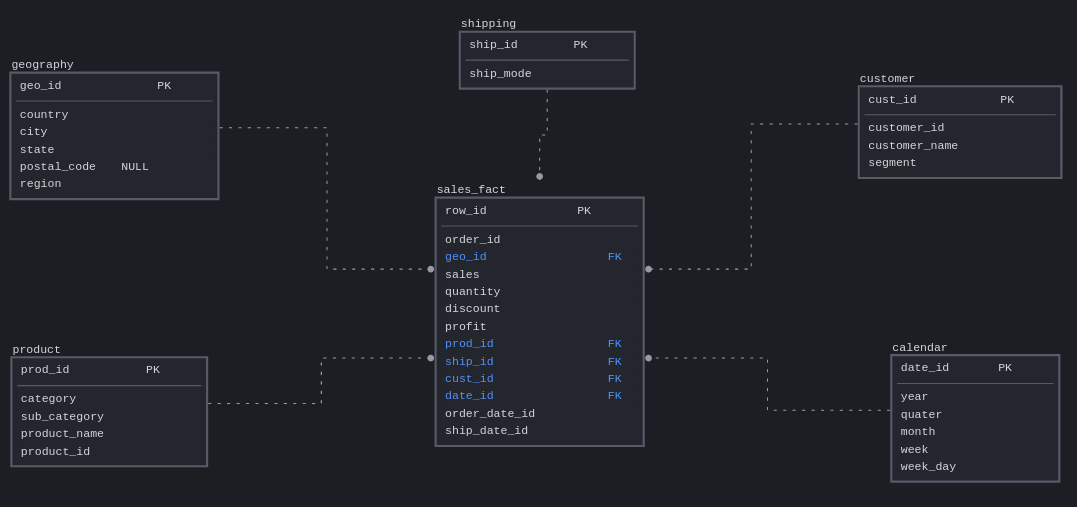 shipping
ship_id PK
ship_mode
geography
geo_id PK
country
city
state
postal_code NULL
region
customer
cust_id PK
customer_id
customer_name
segment
sales_fact
row_id PK
order_id
geo_id FK
sales
quantity
discount
profit
prod_id FK
ship_id FK
cust_id FK
date_id FK
order_date_id
ship_date_id
product
prod_id PK
category
sub_category
product_name
product_id
calendar
date_id PK
year
quater
month
week
week_day